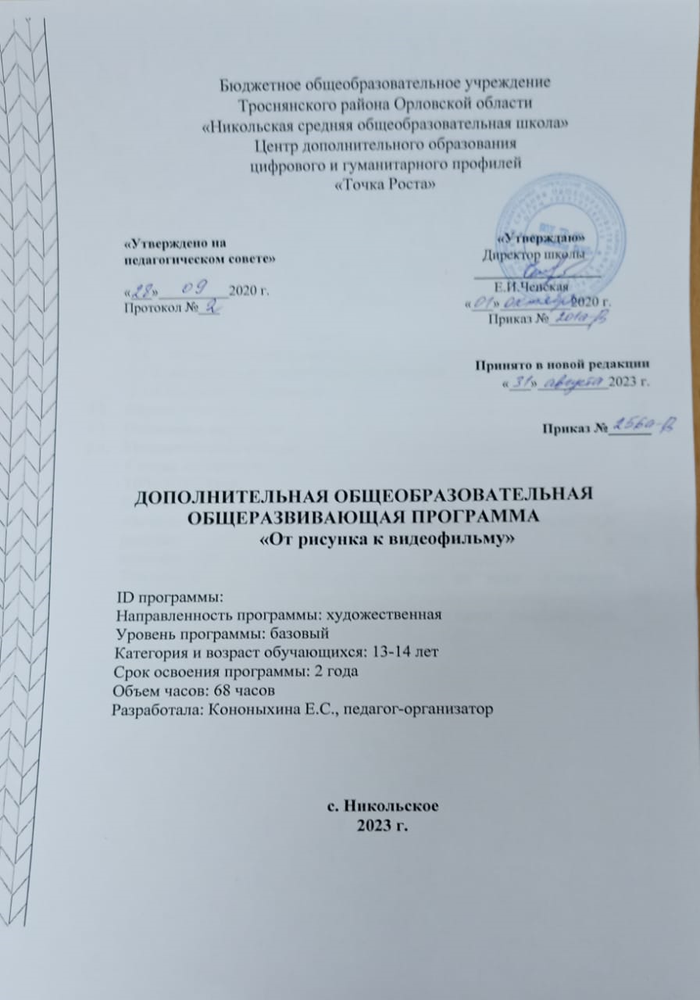 Бюджетное общеобразовательное учреждение
Троснянского района Орловской области
«Никольская средняя общеобразовательная школа»
Центр дополнительного образования
цифрового и гуманитарного профилей
«Точка Роста»
«Утверждено на
педагогическом совете»
«28» 09 2020 г.
Протокол № 2
«Утверждаю»
Директор школы
Е.И.Ченская
«01» октября 2020 г.
Приказ № 201а-В
Принято в новой редакции
«31» августа 2023 г.
Приказ № 256а-В
ДОПОЛНИТЕЛЬНАЯ ОБЩЕОБРАЗОВАТЕЛЬНАЯ
ОБЩЕРАЗВИВАЮЩАЯ ПРОГРАММА
«От рисунка к видеофильму»
ID программы:
Направленность программы: художественная
Уровень программы: базовый
Категория и возраст обучающихся: 13-14 лет
Срок освоения программы: 2 года
Объем часов: 68 часов
Разработала: Кононыхина Е.С., педагог-организатор
с. Никольское
2023 г.